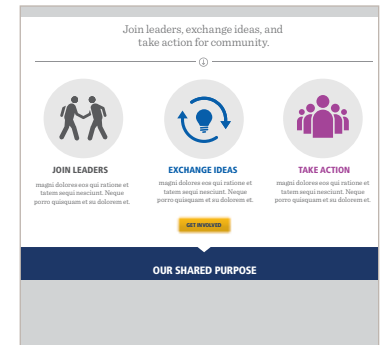 Join leaders, exchange ideas, and
take action for community.
JOIN LEADERS
magni dolores eos qui ratione et
tatem sequi nesciunt. Neque
porro quisquam et su dolorem et.
EXCHANGE IDEAS
magni dolores eos qui ratione et
tatem sequi nesciunt. Neque
porro quisquam et su dolorem et.
TAKE ACTION
magni dolores eos qui ratione et
tatem sequi nesciunt. Neque
porro quisquam et su dolorem et.
GET INVOLVED
OUR SHARED PURPOSE